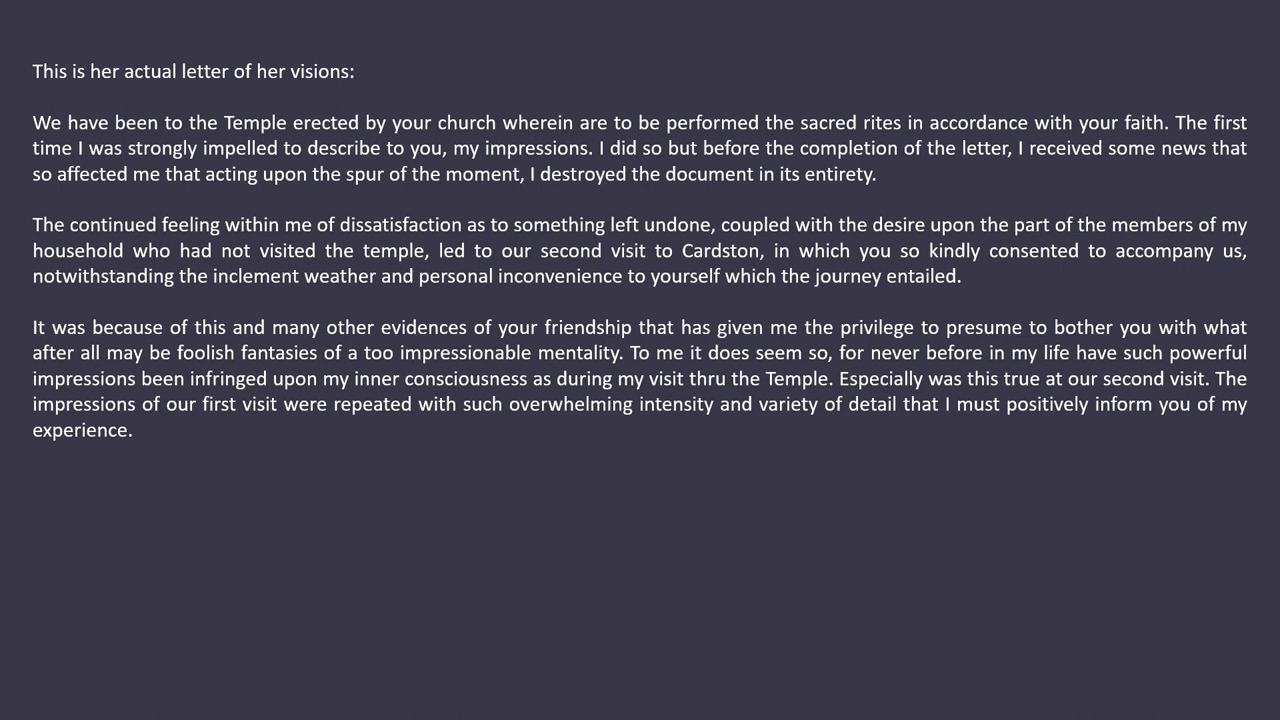 This is her actual letter of her visions:
We have been to the Temple erected by your church wherein are to be performed the sacred rites in accordance with your faith. The first
time I was strongly impelled to describe to you, my impressions. I did so but before the completion of the letter, I received some news that
so affected me that acting upon the spur of the moment, I destroyed the document in its entirety.
The continued feeling within me of dissatisfaction as to something left undone, coupled with the desire upon the part of the members of my
household who had not visited the temple, led to our second visit to Cardston, in which you so kindly consented to accompany us,
notwithstanding the inclement weather and personal inconvenience to yourself which the journey entailed.
It was because of this and many other evidences of your friendship that has given me the privilege to presume to bother you with what
after all may be foolish fantasies of a too impressionable mentality. To me it does seem so, for never before in my life have such powerful
impressions been infringed upon my inner consciousness as during my visit thru the Temple. Especially was this true at our second visit. The
impressions of our first visit were repeated with such overwhelming intensity and variety of detail that I must positively inform you of my
experience.